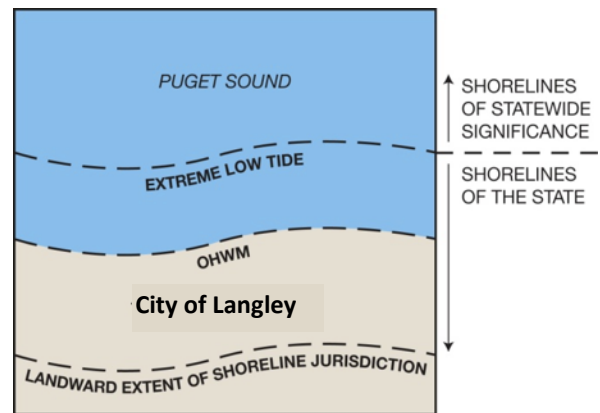 PUGET SOUND
SHORELINES
OF STATEWIDE
SIGNIFICANCE
EXTREME LOW TIDE
SHORELINES
OF THE STATE
OHWM
City of Langley
LANDWARD EXTENT OF SHORELINE JURISDICTION